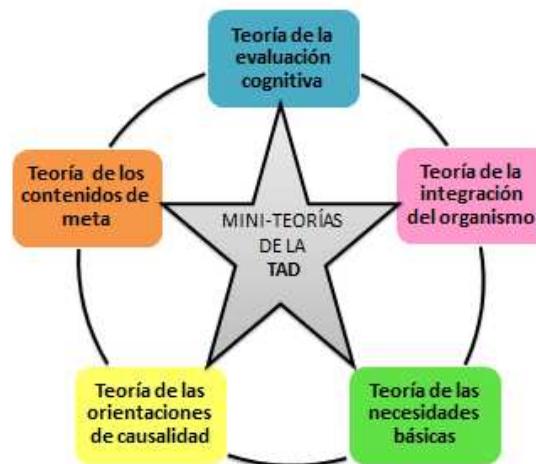 Teoría de la
evaluación
cognitiva
Teoría de los
contenidos de
meta
Teoría de la
integración
del organismo
MINI-TEORÍAS
DE LA
TAD
Teoría de las
orientaciones
de causalidad
Teoría de las
necesidades
básicas